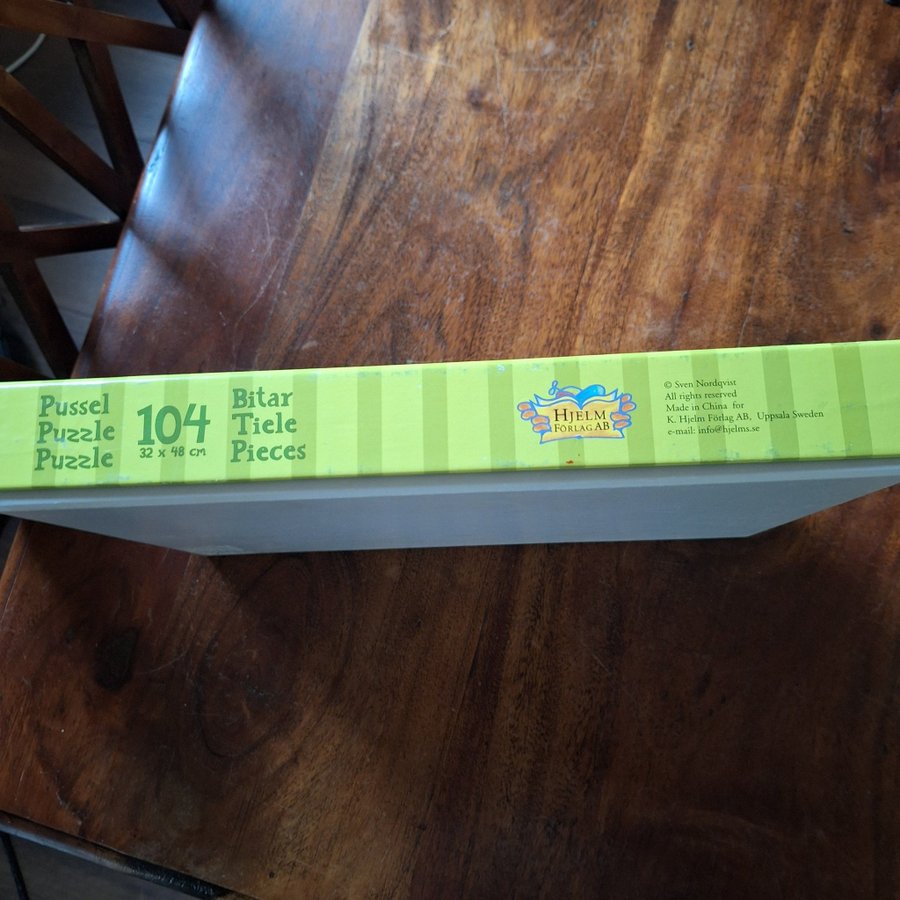 Pussel
Puzzle
Puzzle
104
32 x 48 cm
Bitar
Tiele
Pieces
HJELM
FÖRLAG AB
© Sven Nordqvist
All rights reserved
Made in China for
K. Hjelm Förlag AB, Uppsala Sweden
e-mail: info@hjelms.se